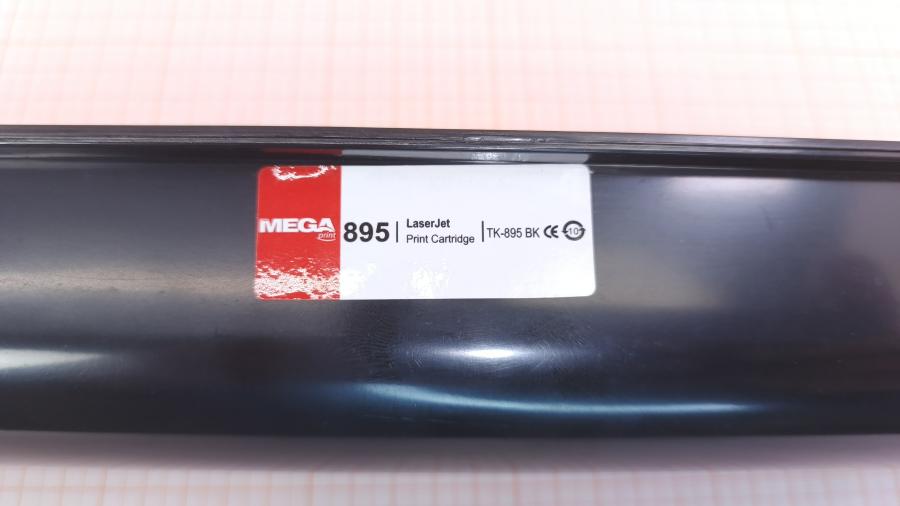 MEGA
print
895
LaserJet
Print Cartridge
TK-895 BK CE 10